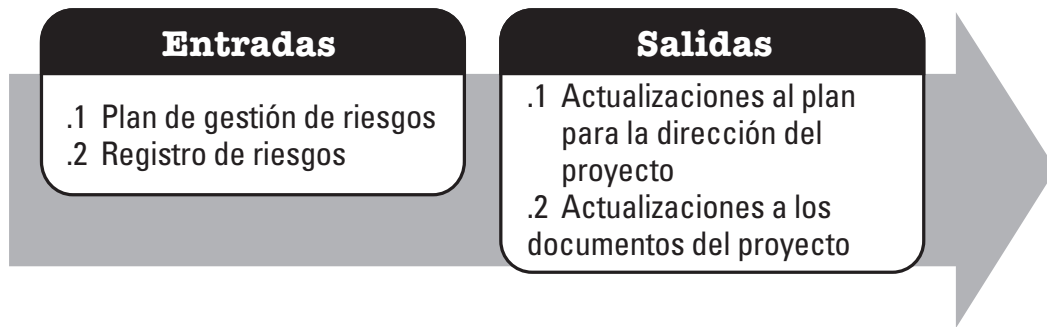 Entradas
.1 Plan de gestión de riesgos
.2 Registro de riesgos
Salidas
.1 Actualizaciones al plan
para la dirección del
proyecto
.2 Actualizaciones a los
documentos del proyecto